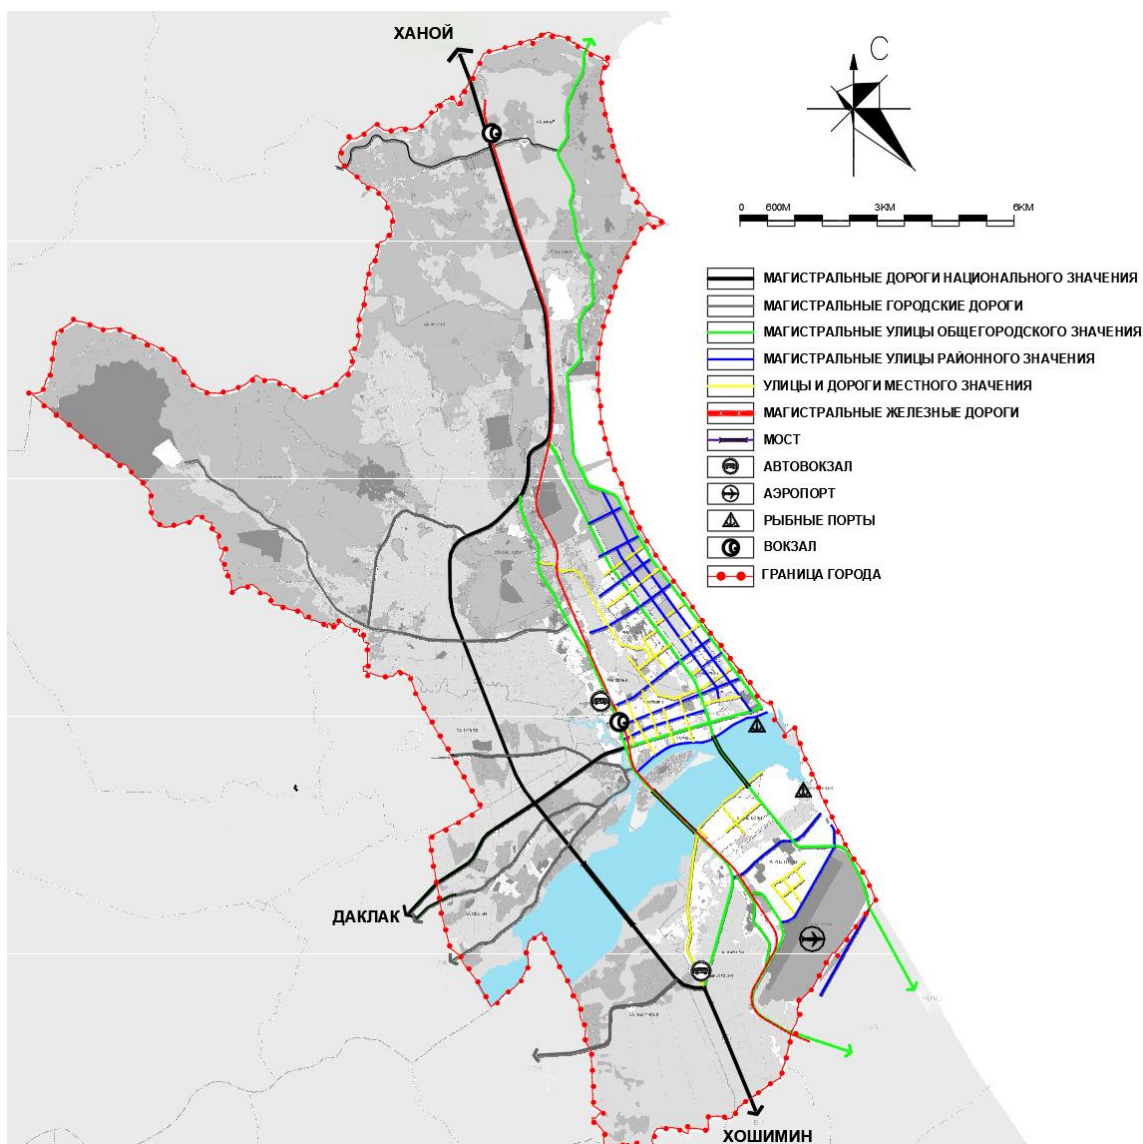 ХАНОЙ
С
0 600М 3КМ 6КМ
МАГИСТРАЛЬНЫЕ ДОРОГИ НАЦИОНАЛЬНОГО ЗНАЧЕНИЯ
МАГИСТРАЛЬНЫЕ ГОРОДСКИЕ ДОРОГИ
МАГИСТРАЛЬНЫЕ УЛИЦЫ ОБЩЕГОРОДСКОГО ЗНАЧЕНИЯ
МАГИСТРАЛЬНЫЕ УЛИЦЫ РАЙОННОГО ЗНАЧЕНИЯ
УЛИЦЫ И ДОРОГИ МЕСТНОГО ЗНАЧЕНИЯ
МАГИСТРАЛЬНЫЕ ЖЕЛЕЗНЫЕ ДОРОГИ
МОСТ
АВТОВОКЗАЛ
АЭРОПОРТ
РЫБНЫЕ ПОРТЫ
ВОКЗАЛ
ГРАНИЦА ГОРОДА
ДАКЛАК
ХОШИМИН